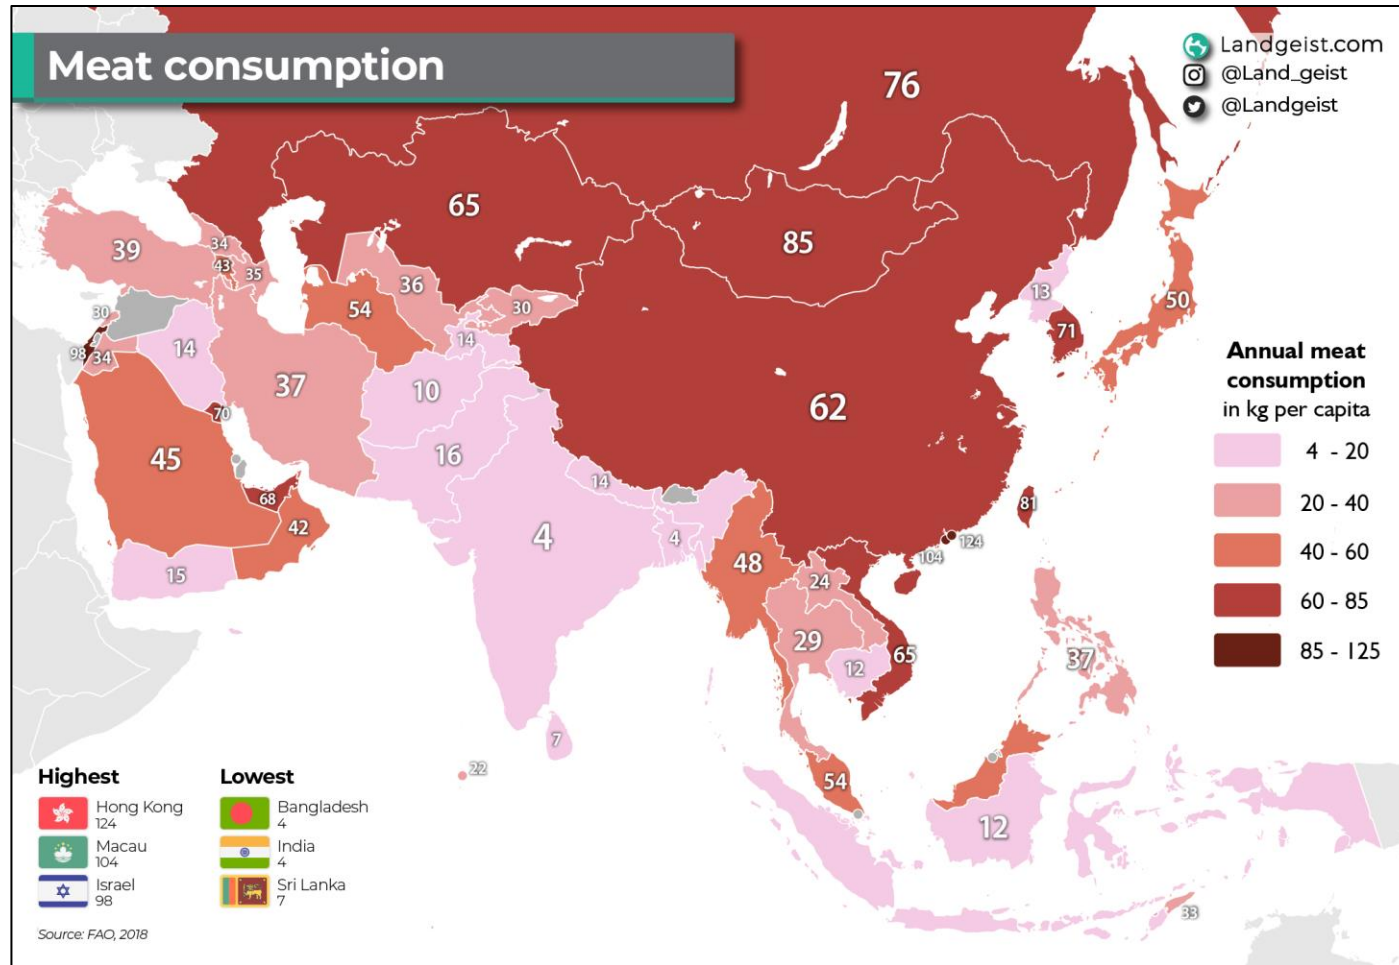 Meat consumption
Landgeist.com
@Land_geist
@Landgeist
76
65
85
39
34
43
35
36
54
30
13
50
71
30
98
34
14
14
37
10
62
70
16
45
68
42
14
4
4
81
15
104
124
48
24
29
12
65
37
7
22
54
12
33
Annual meat
consumption
in kg per capita
4 - 20
20 - 40
40 - 60
60 - 85
85 - 125
Highest
Hong Kong
124
Macau
104
Israel
98
Lowest
Bangladesh
4
India
4
Sri Lanka
7
Source: FAO, 2018